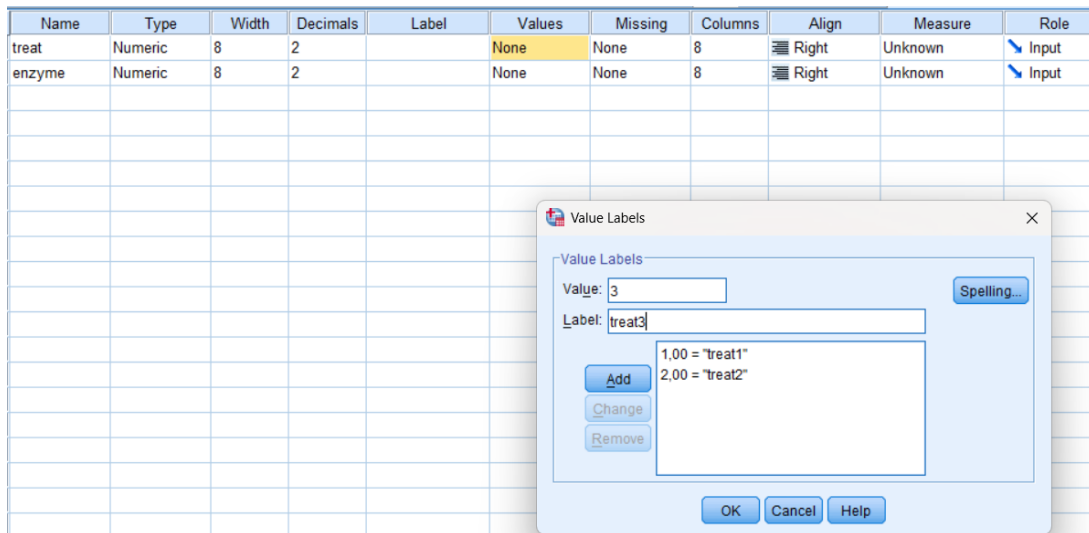 Name Type Width Decimals Label Values Missing Columns Align Measure Role
treat Numeric 8 2 None None 8 Right Unknown Input
enzyme Numeric 8 2 None None 8 Right Unknown Input
Value Labels
Value Labels
Value: 3
Spelling...
Label: treat3
1,00 = "treat1"
2,00 = "treat2"
Add
Change
Remove
OK Cancel Help